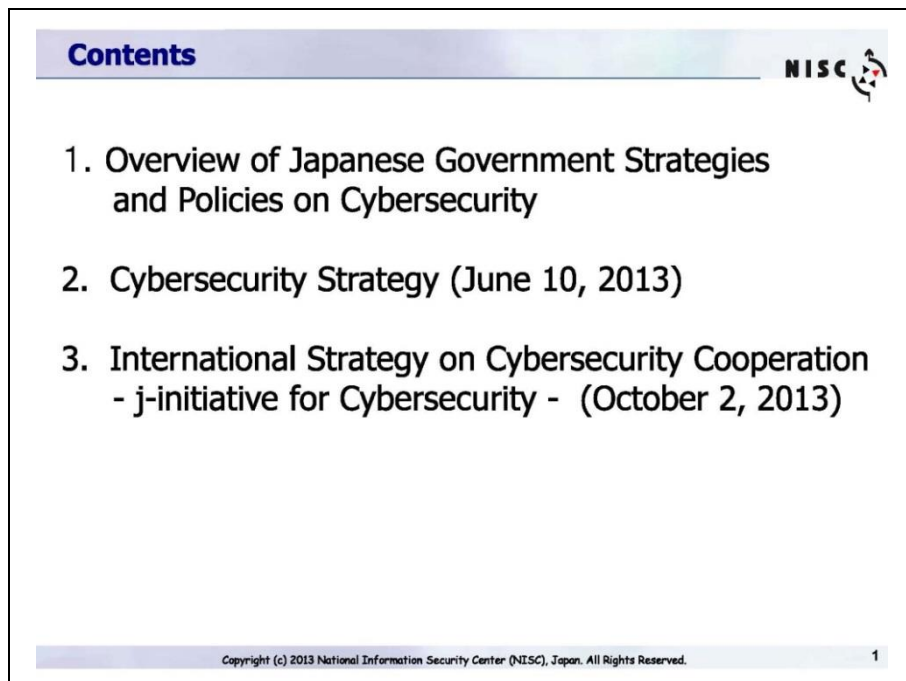 Contents
NISC
1. Overview of Japanese Government Strategies
and Policies on Cybersecurity
2. Cybersecurity Strategy (June 10, 2013)
3. International Strategy on Cybersecurity Cooperation
- j-initiative for Cybersecurity - (October 2, 2013)
Copyright (c) 2013 National Information Security Center (NISC), Japan. All Rights Reserved.
1